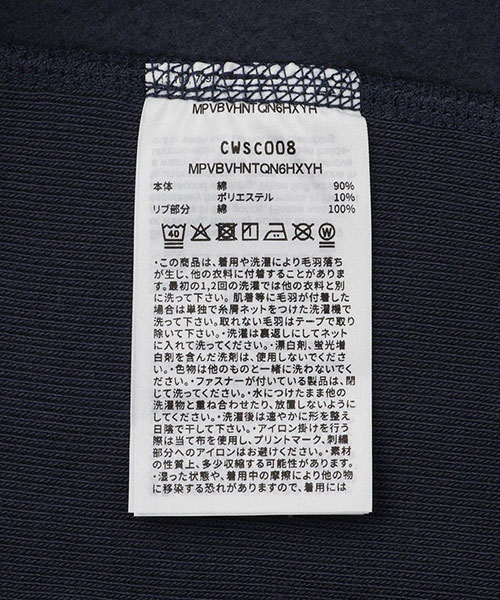 MPVBVHNTQN6HXYH
CWSC008
MPVBVHNTQN6HXYH
本体 綿 90%
ポリエステル 10%
リブ部分 綿 100%
40 W
・この商品は、着用や洗濯により毛羽落ち
が生じ、他の衣料に付着することがありま
す。最初の1,2回の洗濯では他の衣料と別
に洗って下さい。肌着等に毛羽が付着した
場合は単独で糸屑ネットをつけた洗濯機で
洗って下さい。取れない毛羽はテープで取り
除いて下さい。・洗濯は裏返しにしてネット
に入れて洗ってください。・漂白剤、蛍光増
白剤を含んだ洗剤は、使用しないでくださ
い。・色物は他のものと一緒に洗わないでくだ
さい。・ファスナーが付いている製品は、閉
じて洗ってください。・水につけたまま他の
洗濯物と重ね合わせたり、放置しないように
してください。・洗濯後は速やかに形を整え
日陰で干して下さい。・アイロン掛けを行う
際は当て布を使用し、プリントマーク、刺繍
部分へのアイロンはお避けください。・素材
の性質上、多少収縮する可能性があります。
・湿った状態や、着用中の摩擦により他の物
に移染する恐れがありますので、着用には